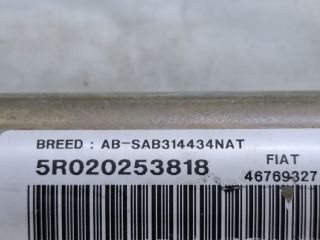 BREED : AB-SAB314434NAT
5R020253818
FIAT
46769327